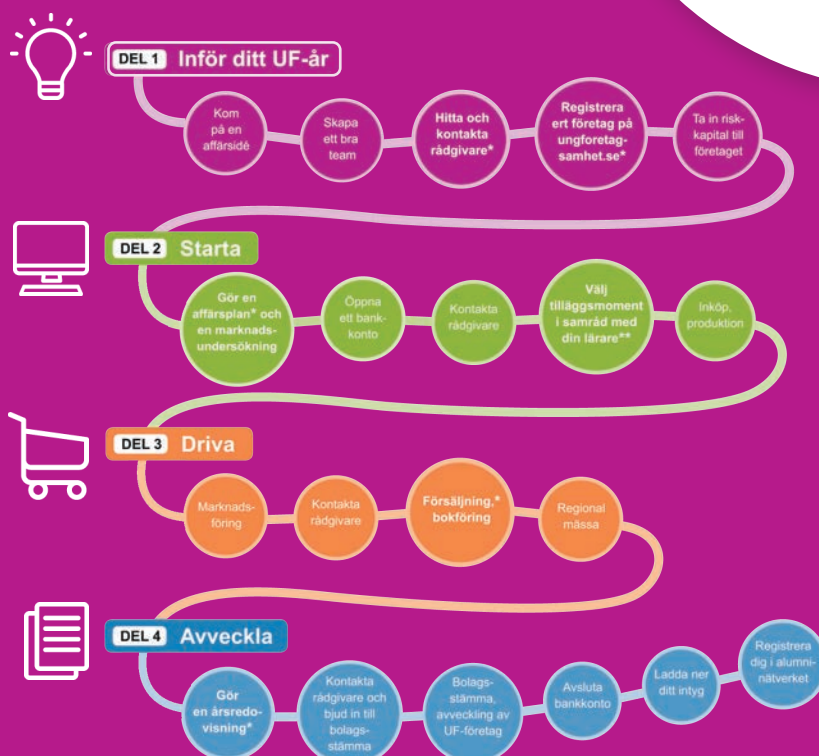 DEL 1 Inför ditt UF-år
Kom
på en
affärsidé
Skapa
ett bra
team
Hitta och
kontakta
rådgivare*
Registrera
ert företag på
ungforetag-
samhet.se*
Ta in risk-
kapital till
företaget
DEL 2 Starta
Gör en
affärsplan* och
en marknads-
undersökning
Öppna
ett bank-
konto
Kontakta
rådgivare
Välj
tilläggsmoment
i samråd med
din lärare**
Inköp,
produktion
DEL 3 Driva
Marknads-
föring
Kontakta
rådgivare
Försäljning,*
bokföring
Regional
mässa
DEL 4 Avveckla
Gör
en årsredo-
visning*
Kontakta
rådgivare och
bjud in till
bolags-
stämma
Bolags-
stämma,
avveckling av
UF-företag
Avsluta
bankkonto
Ladda ner
ditt intyg
Registrera
dig i alumni-
nätverket